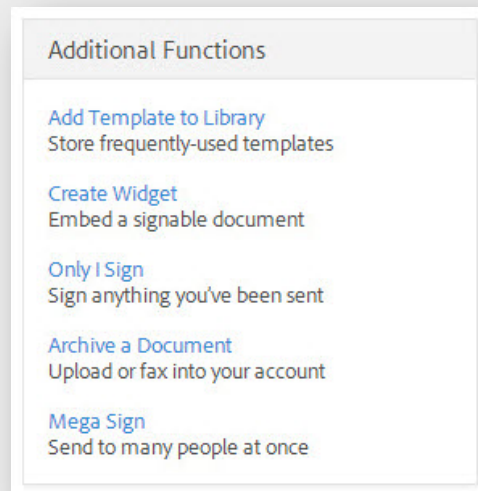 Additional Functions
Add Template to Library
Store frequently-used templates
Create Widget
Embed a signable document
Only I Sign
Sign anything you've been sent
Archive a Document
Upload or fax into your account
Mega Sign
Send to many people at once